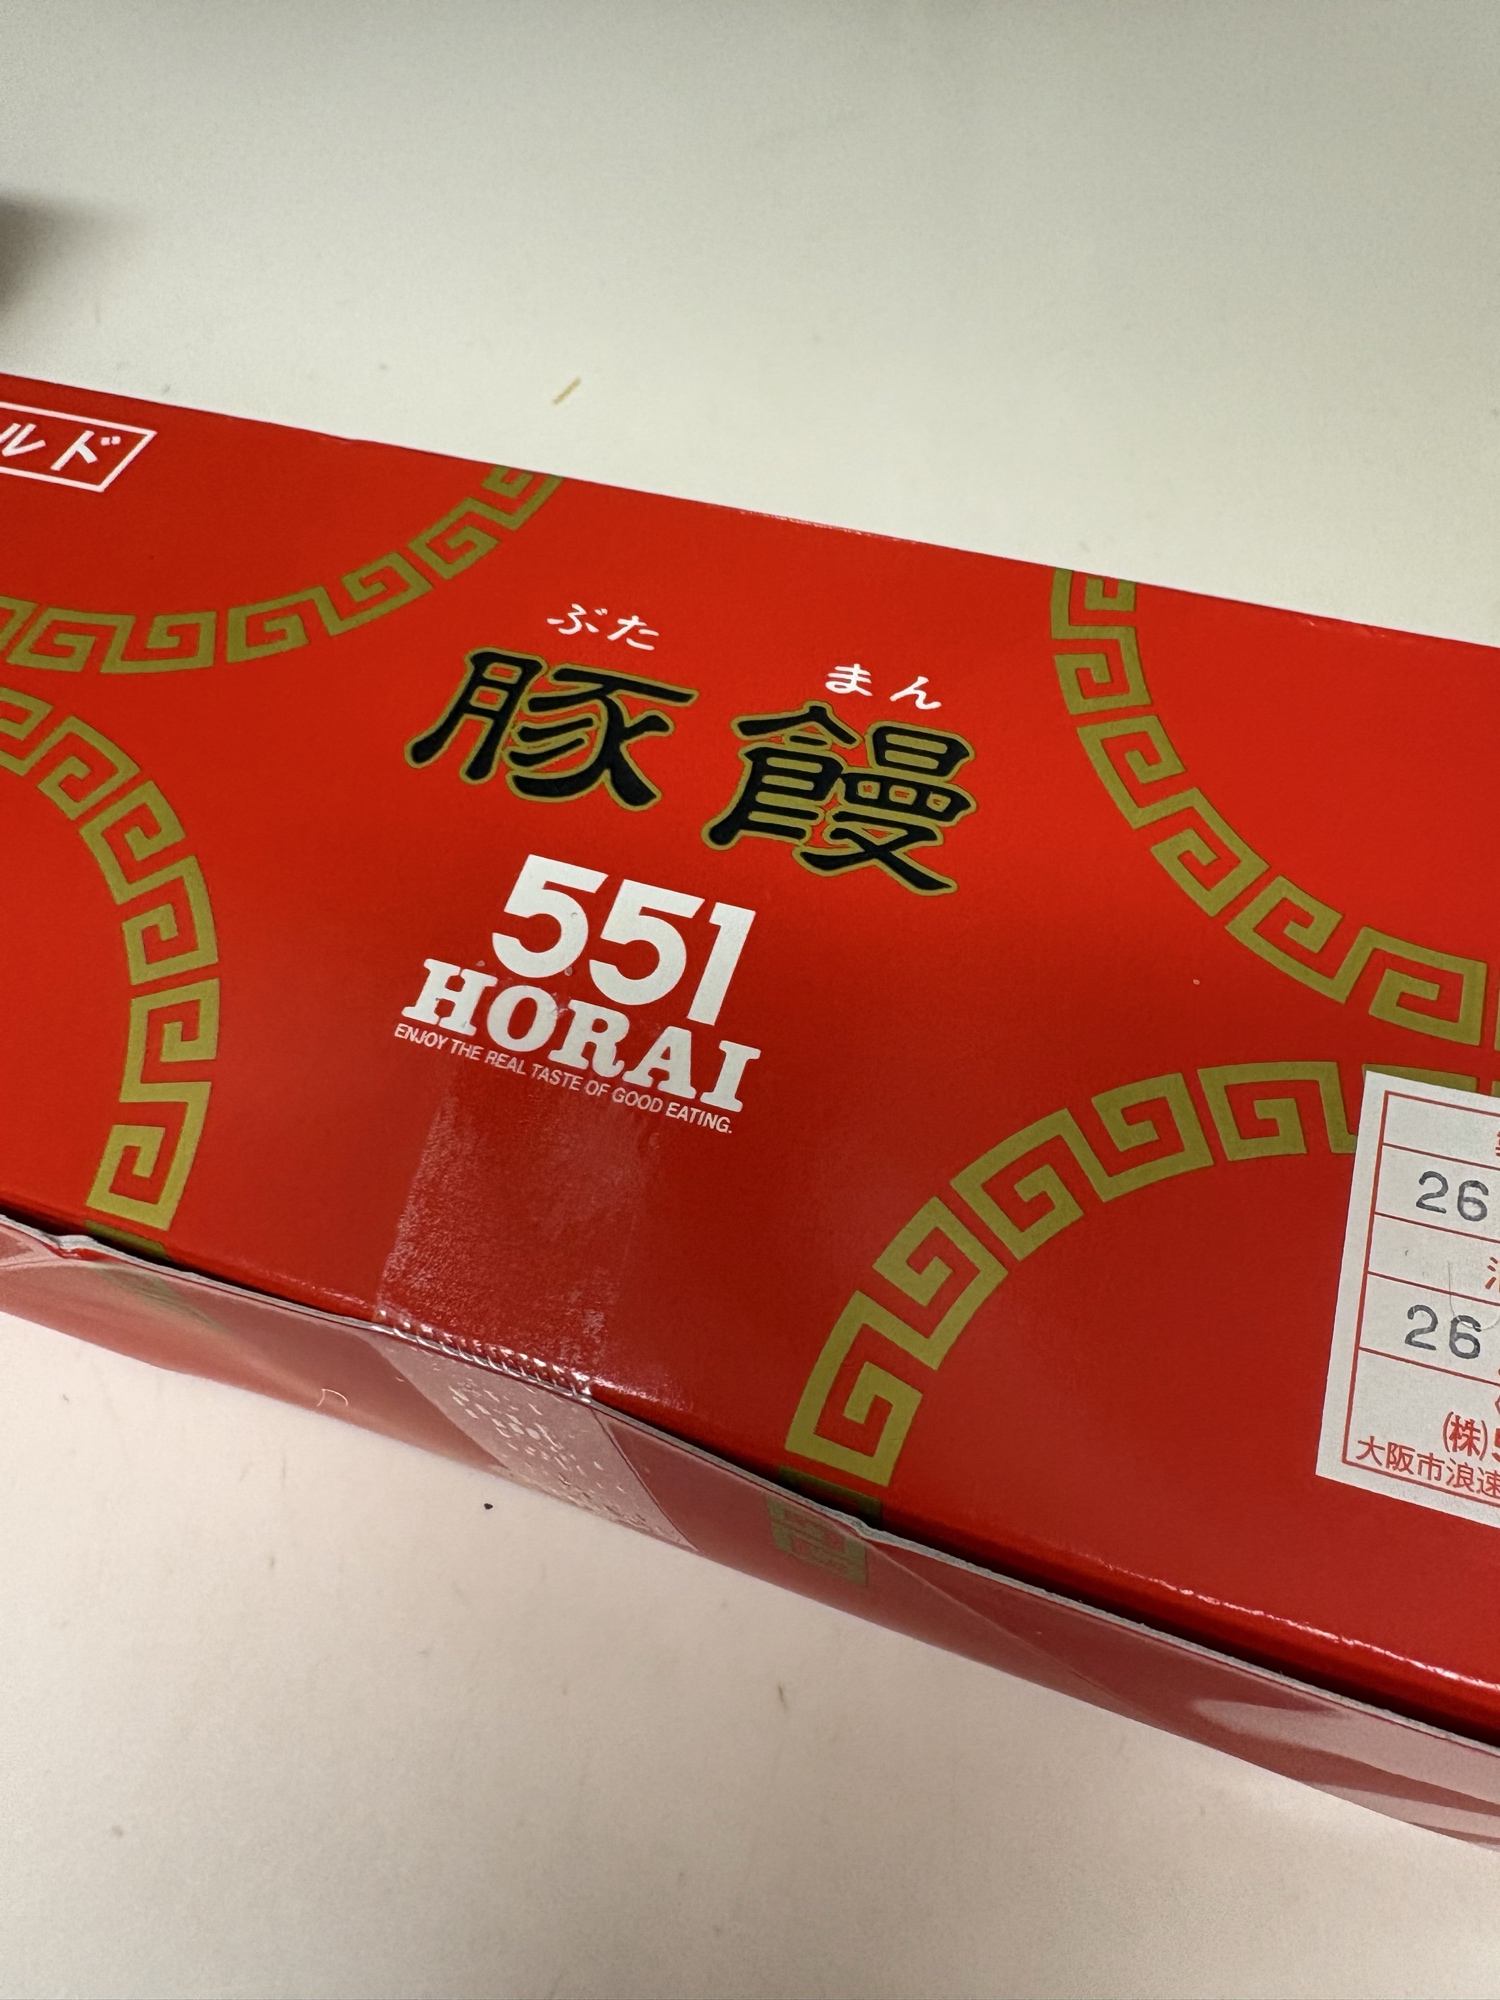 ルド
ぶた まん
豚饅
551
HORAI
ENJOY THE REAL TASTE OF GOOD EATING.
26
26
(株)
大阪市浪速